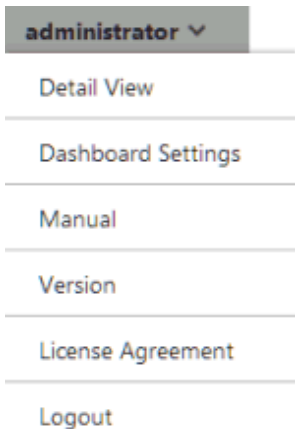 administrator
Detail View
Dashboard Settings
Manual
Version
License Agreement
Logout